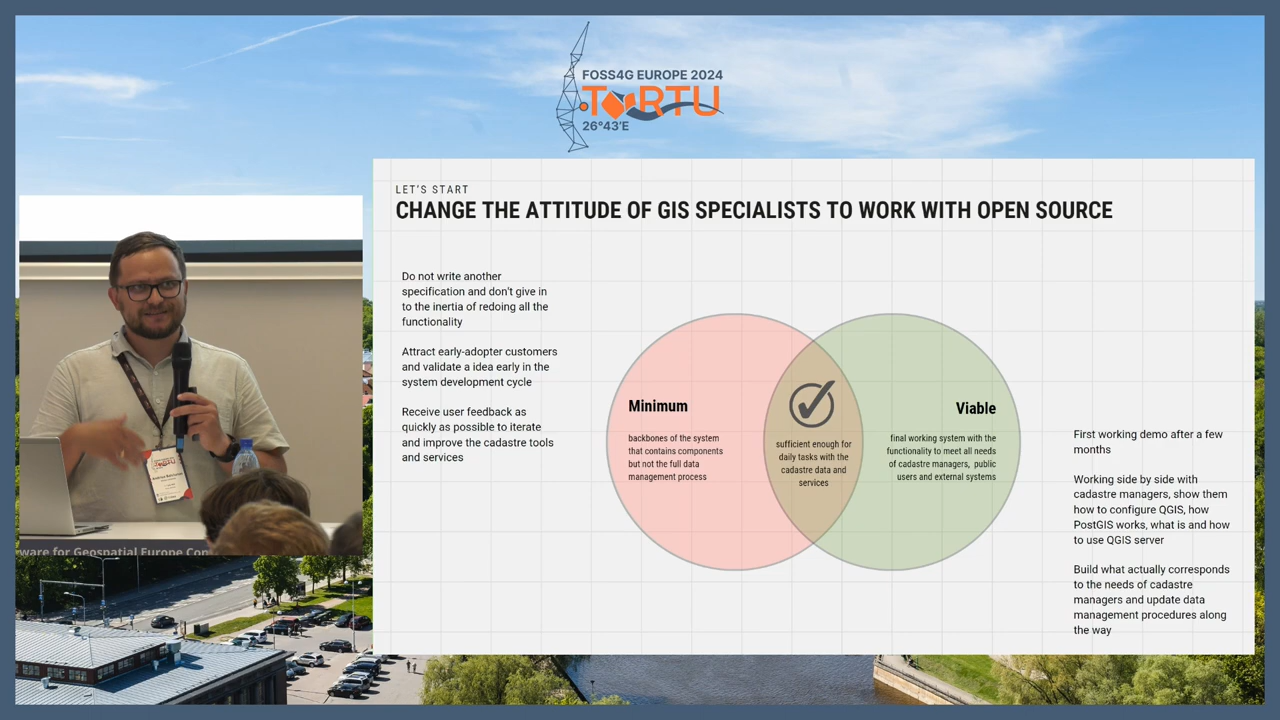 FOSS4G EUROPE 2024
TARTU
26°43'E
LET'S START
CHANGE THE ATTITUDE OF GIS SPECIALISTS TO WORK WITH OPEN SOURCE
Do not write another
specification and don't give in
to the inertia of redoing all the
functionality
Attract early-adopter customers
and validate a idea early in the
system development cycle
Receive user feedback as
quickly as possible to iterate
and improve the cadastre tools
and services
Minimum
backbones of the system
that contains components
but not the full data
management process
sufficient enough for
daily tasks with the
cadastre data and
services
Viable
final working system with the
functionality to meet all needs
of cadastre managers, public
users and external systems
First working demo after a few
months
Working side by side with
cadastre managers, show them
how to configure QGIS, how
PostGIS works, what is and how
to use QGIS server
Build what actually corresponds
to the needs of cadastre
managers and update data
management procedures along
the way
ware for Geospatial Europe Con